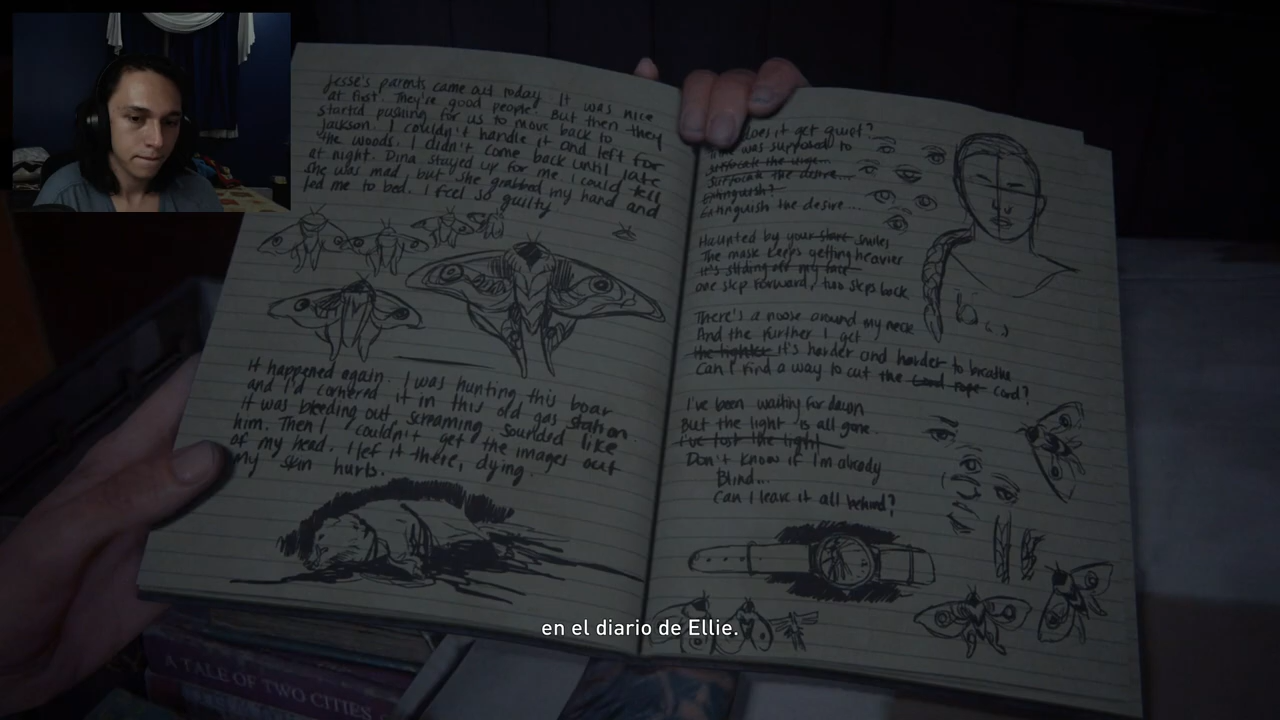 Jesse's parents came out today. It was nice
at first. They're good people. But then they
started pushing for us to move back to
Jackson. I couldn't handle it and left for
the woods. I didn't come back until late
at night. Dina stayed up for me. I could tell
she was mad, but she grabbed my hand and
led me to bed. I feel so guilty
It happened again. I was hunting this boar
and I'd cornered it in this old gas station.
It was bleeding out screaming. Sounded like
him. Then I couldn't get the images out
of my head. I left it there, dying.
My skin hurts.
does it get quiet?
was supposed to
suffocate the urge...
suffocate the desire...
extinguish?
Extinguish the desire...
Haunted by your stare smiles
The mask keeps getting heavier
It's sliding off my face
one step forward, two steps back
There's a noose around my neck
And the further I get
the tighter it's harder and harder to breathe
Can I find a way to cut the cord rope cord?
I've been waiting for dawn
But the light is all gone
I've lost the light
Don't know if I'm already
Blind...
Can I leave it all behind?
A TALE OF TWO CITIES
en el diario de Ellie.